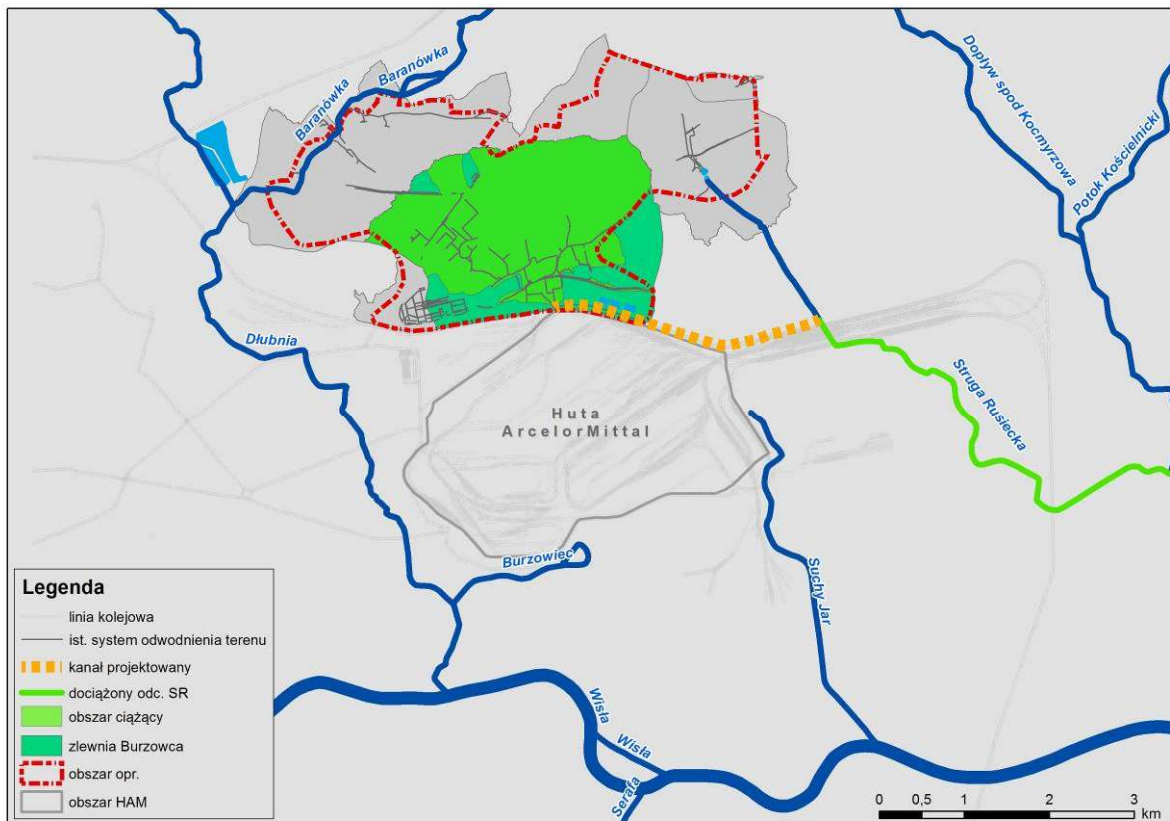 Baranówka
Baranówka
Dopływ spod Kocmyrzowa
Potok Kościelnicki
Dłubnia
Struga Rusiecka
Huta
ArcelorMittal
Burzowiec
Suchy Jar
Wisła
Wisła
Serafa
Legenda
linia kolejowa
ist. system odwodnienia terenu
kanał projektowany
dociążony odc. SR
obszar ciążący
zlewnia Burzowca
obszar opr.
obszar HAM
0 0,5 1 2 3
km